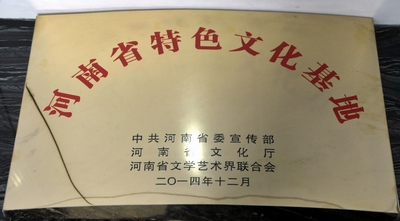 河南省特色文化基地
中共河南省委宣传部
河南省文化厅
河南省文学艺术界联合会
二〇一四年十二月